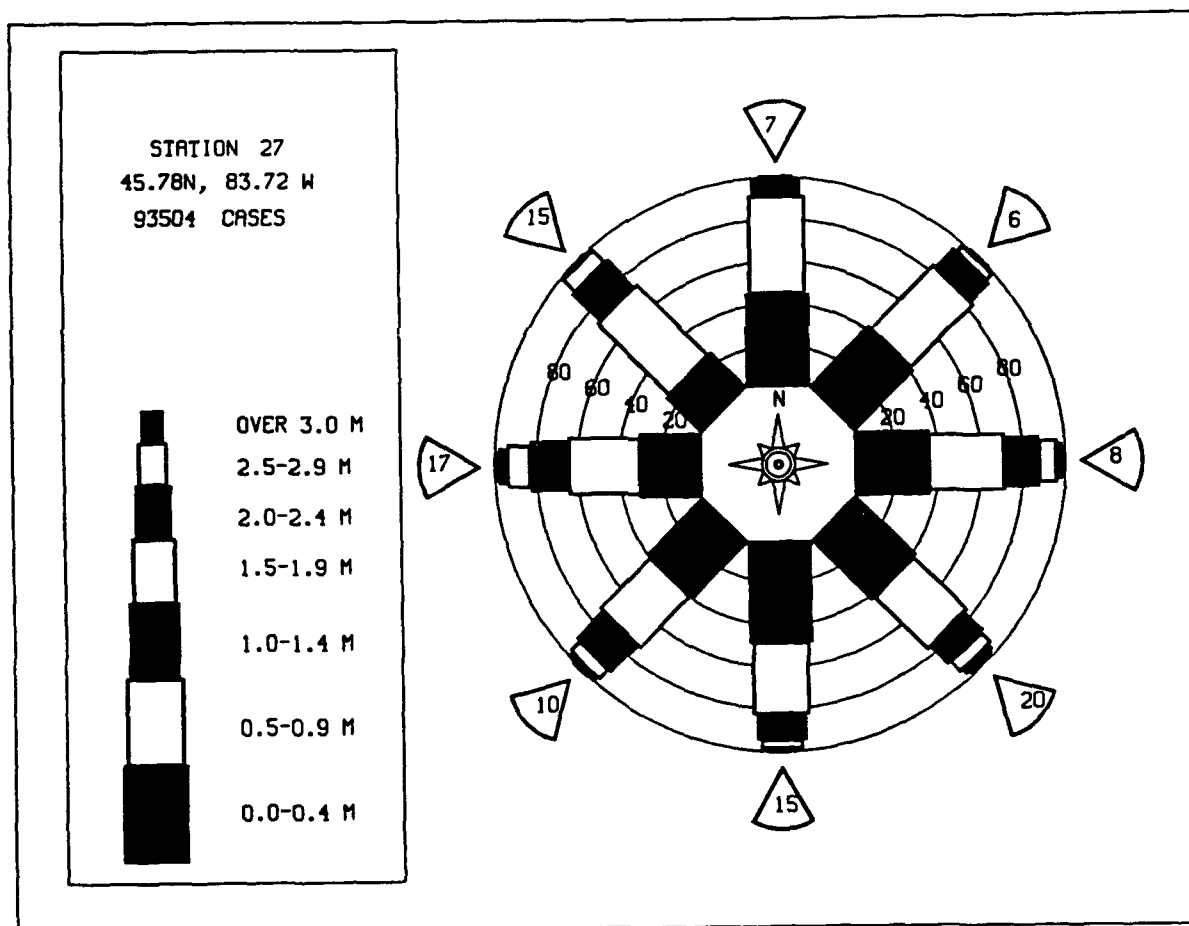 STATION 27
45.78N, 83.72 W
93504 CASES
OVER 3.0 M
2.5-2.9 M
2.0-2.4 M
1.5-1.9 M
1.0-1.4 M
0.5-0.9 M
0.0-0.4 M
7
15
6
80
60
40
20
N
20
40
60
80
17
8
10
20
15